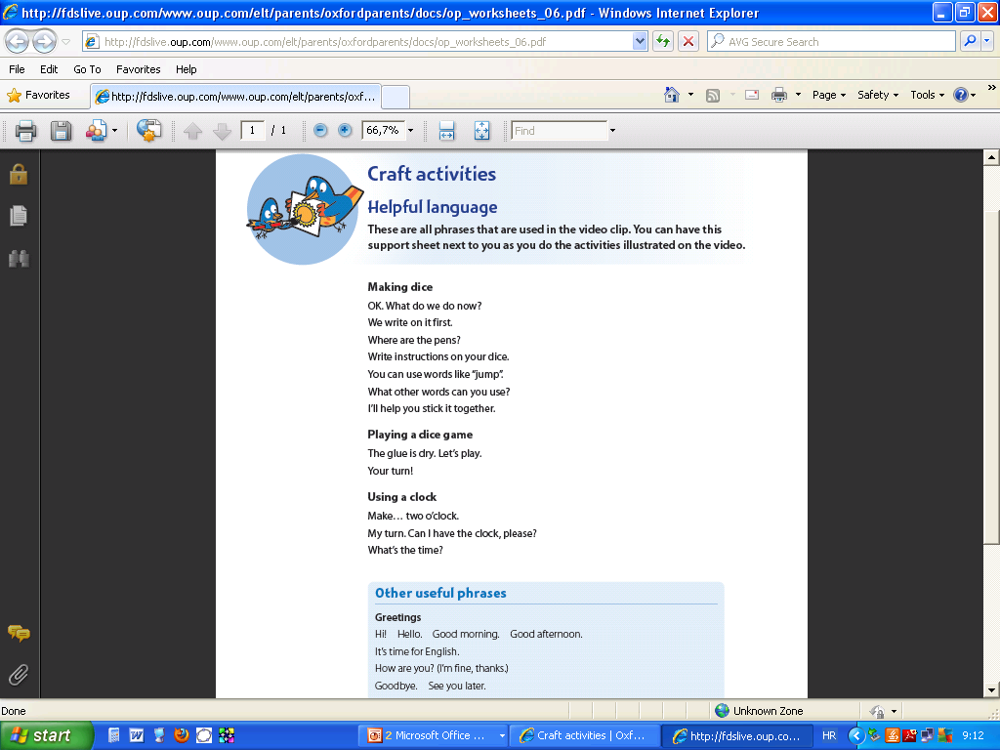 http://fdslive.oup.com/www.oup.com/elt/parents/oxfordparents/docs/op_worksheets_06.pdf - Windows Internet Explorer
http://fdslive.oup.com/www.oup.com/elt/parents/oxfordparents/docs/op_worksheets_06.pdf AVG Secure Search
File Edit Go To Favorites Help
Favorites http://fdslive.oup.com/www.oup.com/elt/parents/oxf... Page Safety Tools
1 / 1 66,7% Find
Craft activities
Helpful language
These are all phrases that are used in the video clip. You can have this
support sheet next to you as you do the activities illustrated on the video.
Making dice
OK. What do we do now?
We write on it first.
Where are the pens?
Write instructions on your dice.
You can use words like “jump”.
What other words can you use?
I’ll help you stick it together.
Playing a dice game
The glue is dry. Let’s play.
Your turn!
Using a clock
Make… two o’clock.
My turn. Can I have the clock, please?
What’s the time?
Other useful phrases
Greetings
Hi! Hello. Good morning. Good afternoon.
It’s time for English.
How are you? (I’m fine, thanks.)
Goodbye. See you later.
Done Unknown Zone
start 2 Microsoft Office ... Craft activities | Oxf... http://fdslive.oup.co... HR 9:12